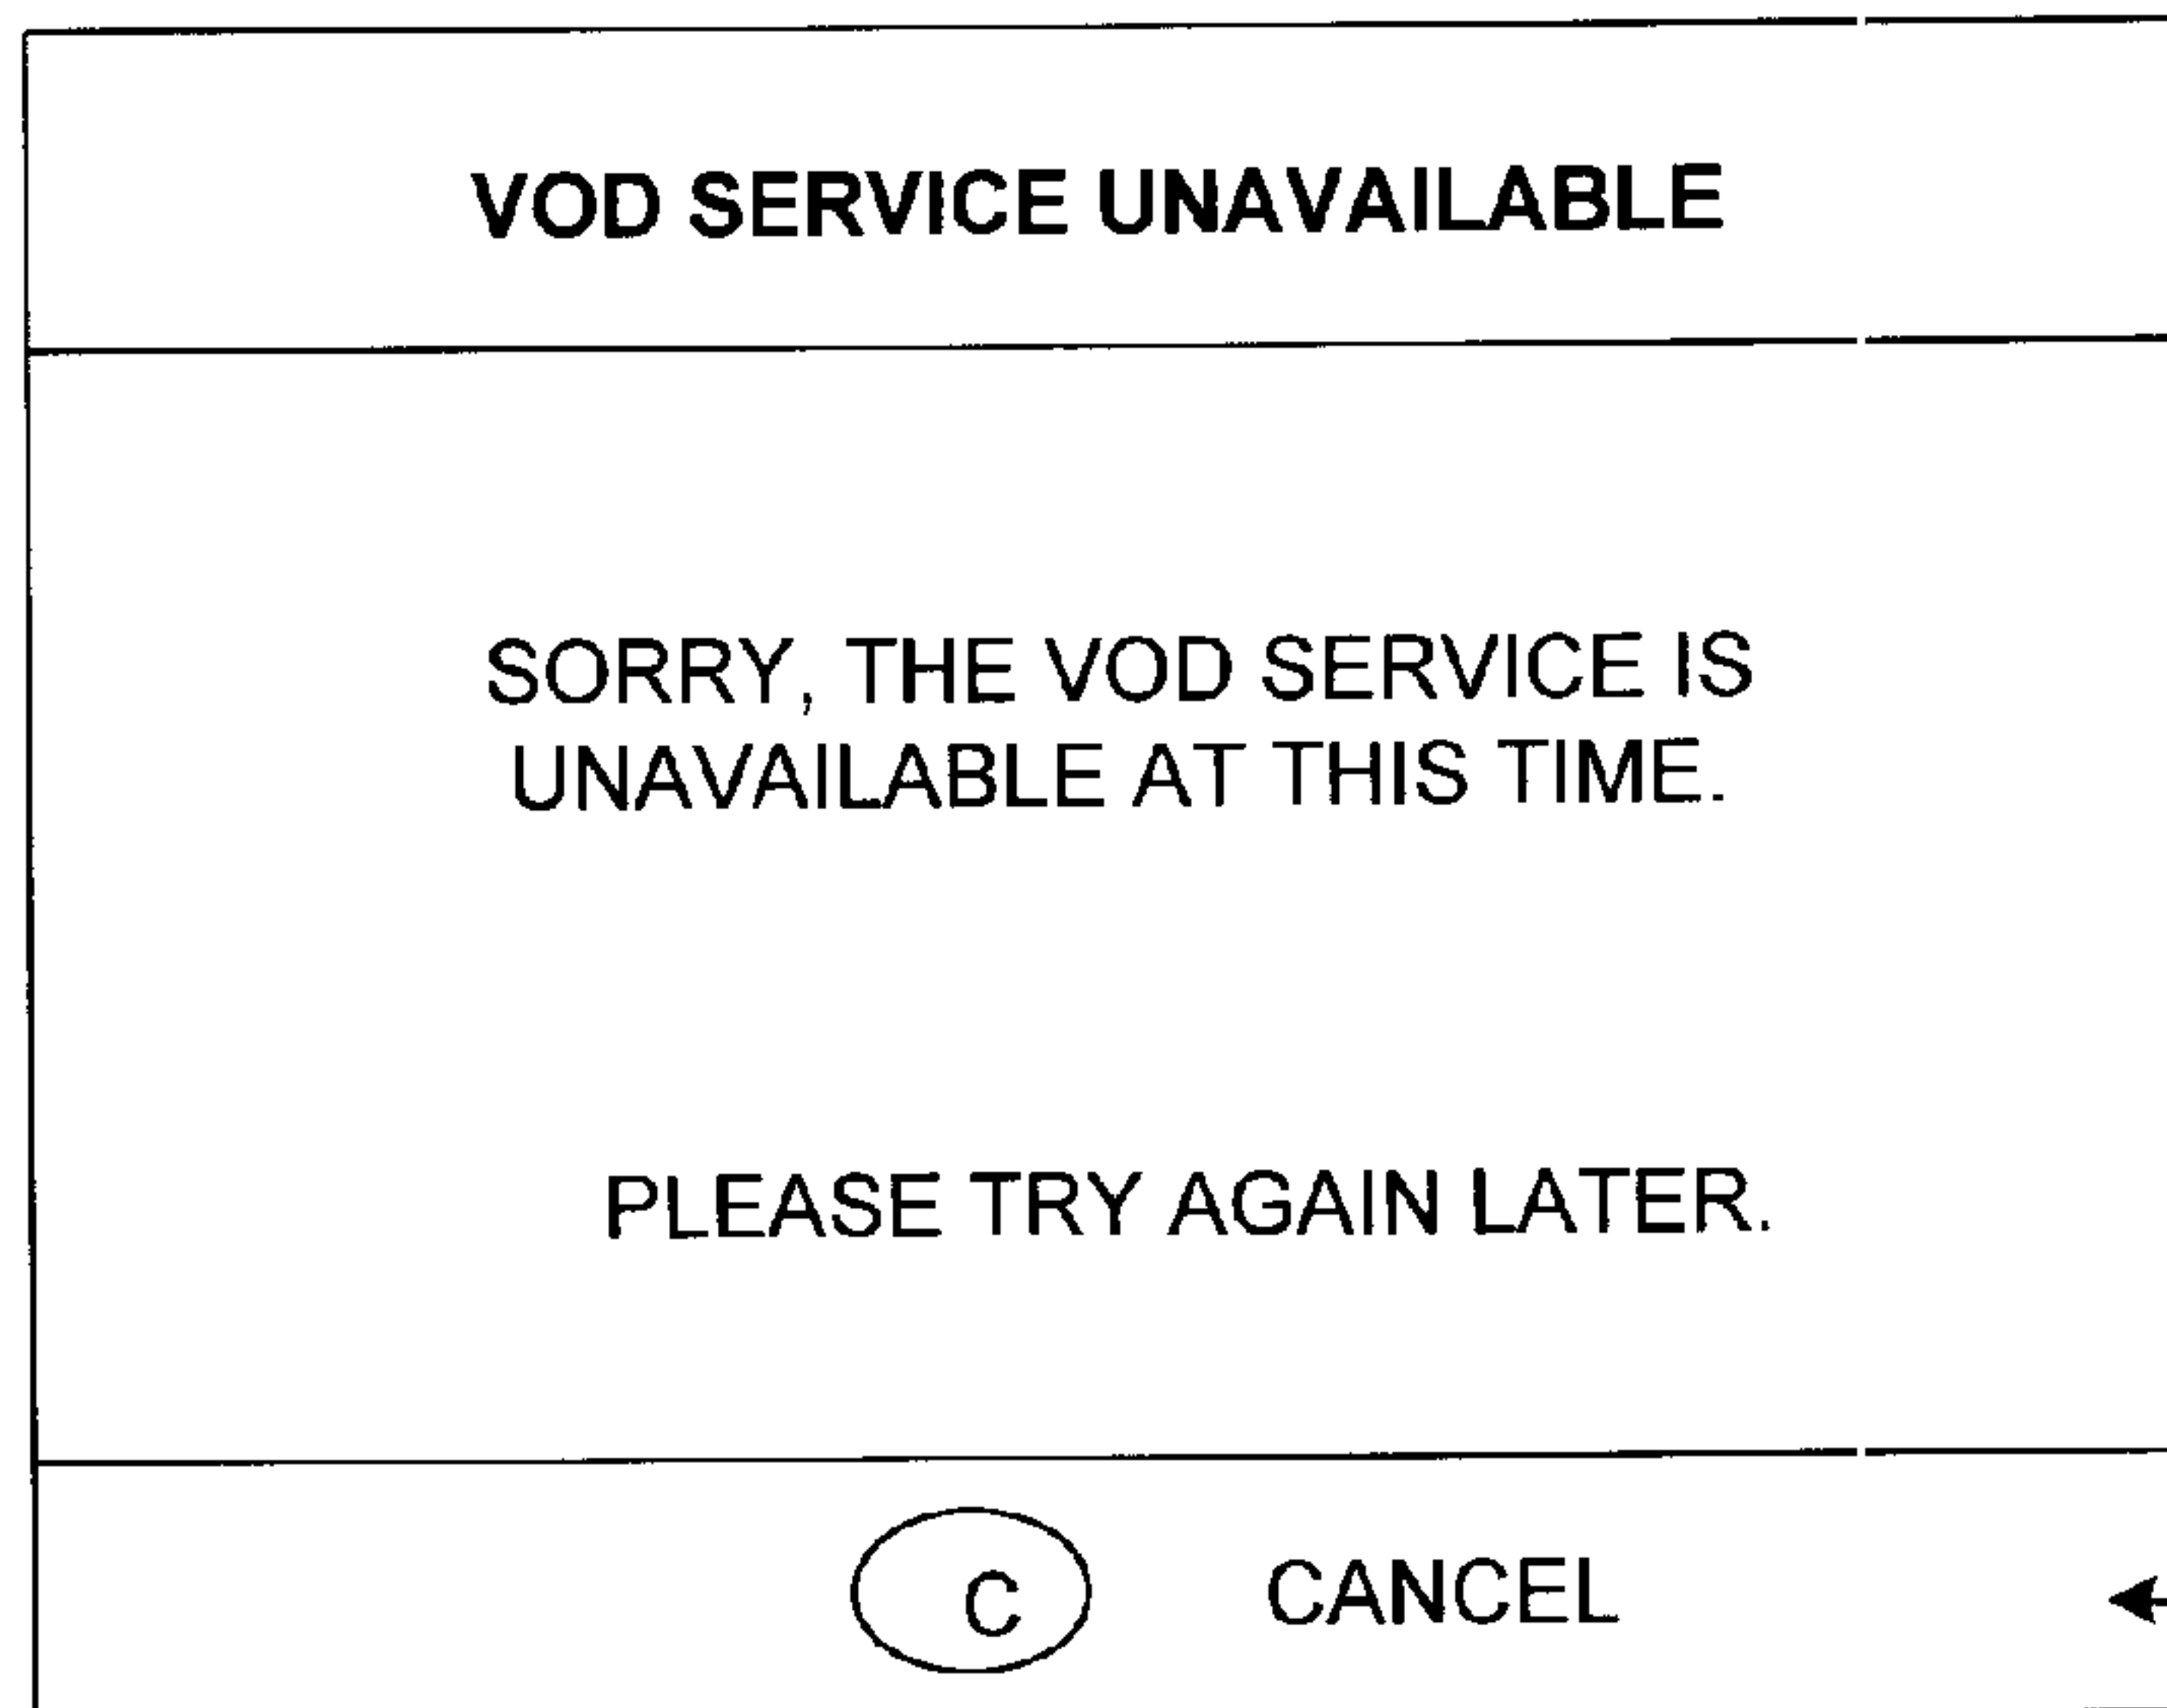 VOD SERVICE UNAVAILABLE
SORRY, THE VOD SERVICE IS
UNAVAILABLE AT THIS TIME.
PLEASE TRY AGAIN LATER.
C CANCEL